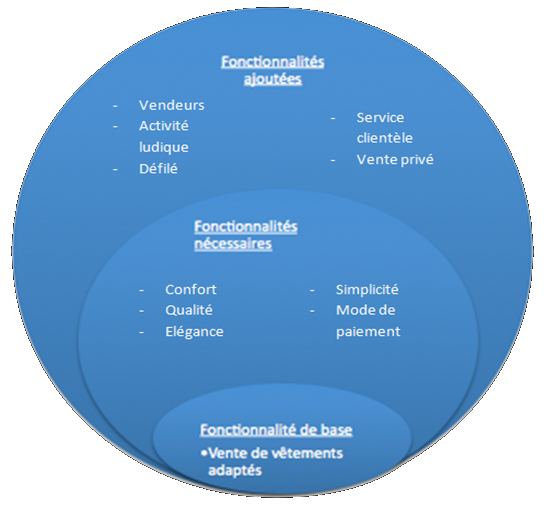 Fonctionnalités
ajoutées
- Vendeurs
- Activité
ludique
- Défilé
- Service
clientèle
- Vente privé
Fonctionnalités
nécessaires
- Confort
- Qualité
- Elégance
- Simplicité
- Mode de
paiement
Fonctionnalité de base
•Vente de vêtements
adaptés